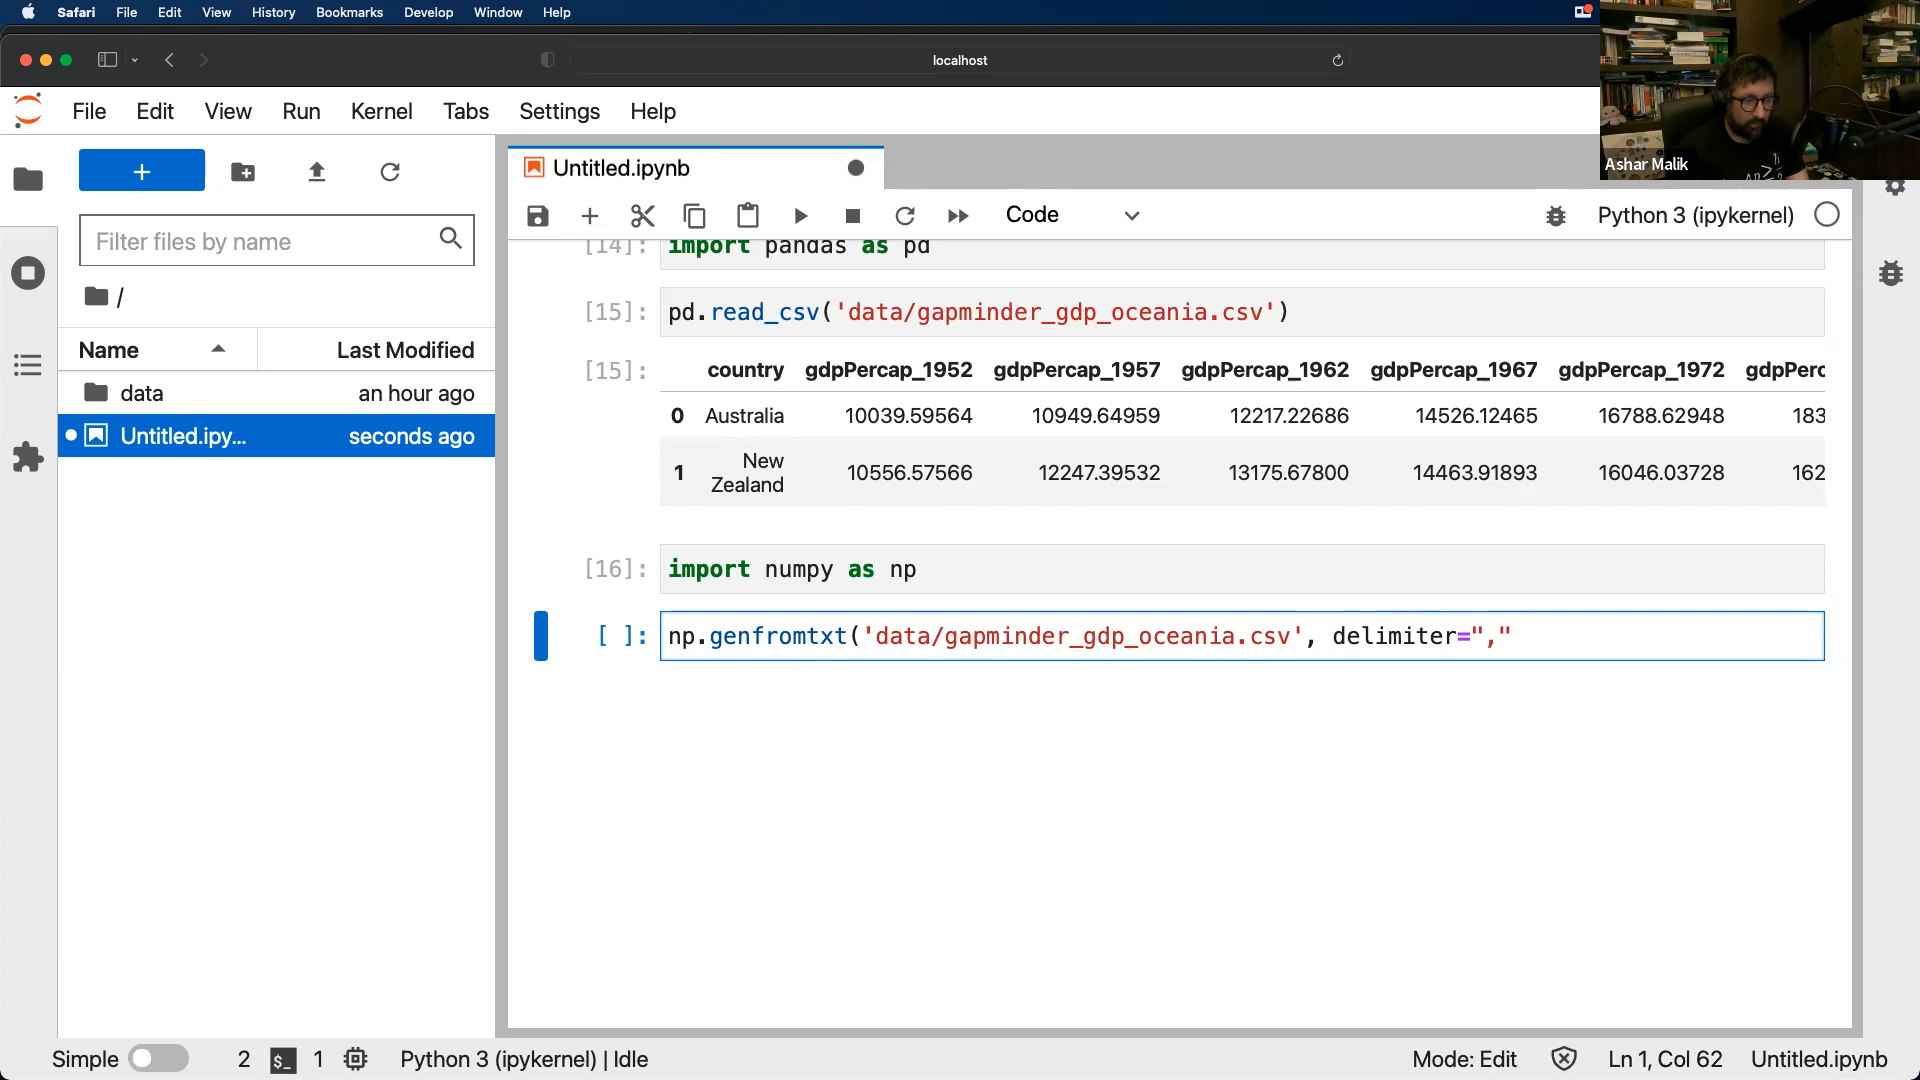 Safari File Edit View History Bookmarks Develop Window Help
localhost
File Edit View Run Kernel Tabs Settings Help
Ashar Malik
Untitled.ipynb
Code
Python 3 (ipykernel)
Filter files by name
/
Name Last Modified
data an hour ago
Untitled.ipy... seconds ago
[14]: import pandas as pd
[15]: pd.read_csv('data/gapminder_gdp_oceania.csv')
[15]: country gdpPercap_1952 gdpPercap_1957 gdpPercap_1962 gdpPercap_1967 gdpPercap_1972 gdpPerc
0 Australia 10039.59564 10949.64959 12217.22686 14526.12465 16788.62948 183
1 New Zealand 10556.57566 12247.39532 13175.67800 14463.91893 16046.03728 162
[16]: import numpy as np
[ ]: np.genfromtxt('data/gapminder_gdp_oceania.csv', delimiter=","
Simple 2 $_ 1 Python 3 (ipykernel) | Idle Mode: Edit Ln 1, Col 62 Untitled.ipynb